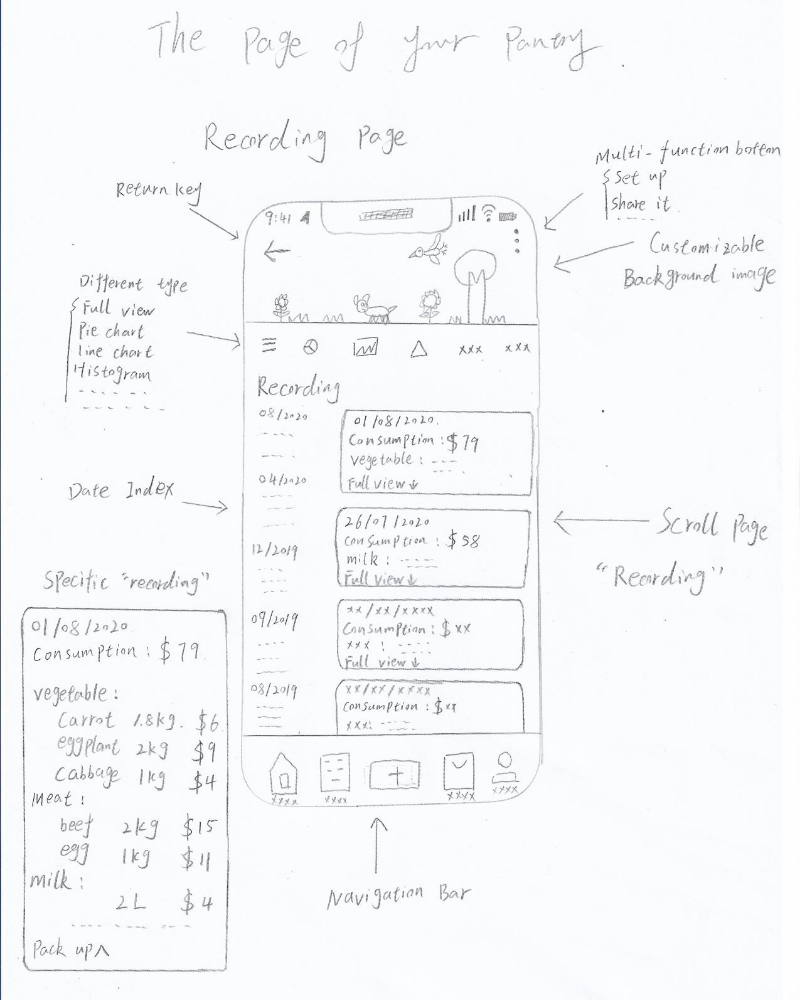 The Page of Your Pantry.
Recording Page
Return key
Multi-function botton
Set up
share it
Customizable
Background image
9:41
Different type
Full view
Pie chart
line chart
Histogram
xxx xxx
Recording
08/2020
04/2020
12/2019
09/2019
08/2019
01/08/2020.
Consumption : $79
Vegetable :
Full view ↓
26/07/2020
Consumption : $58
milk :
Full view ↓
xx/xx/xxxx
Consumption : $xx
xxx :
Full view ↓
xx/xx/xxxx
Consumption : $xx
xxx:
xxxx xxxx xxxx xxxx
Date Index
Scroll Page
"Recording"
Specific "recording"
01/08/2020
Consumption : $79
vegetable :
Carrot 1.8kg. $6
eggplant 2kg $9
Cabbage 1kg $4
Meat :
beef 2kg $15
egg 1kg $11
milk :
2L $4
Pack up ^
Navigation Bar